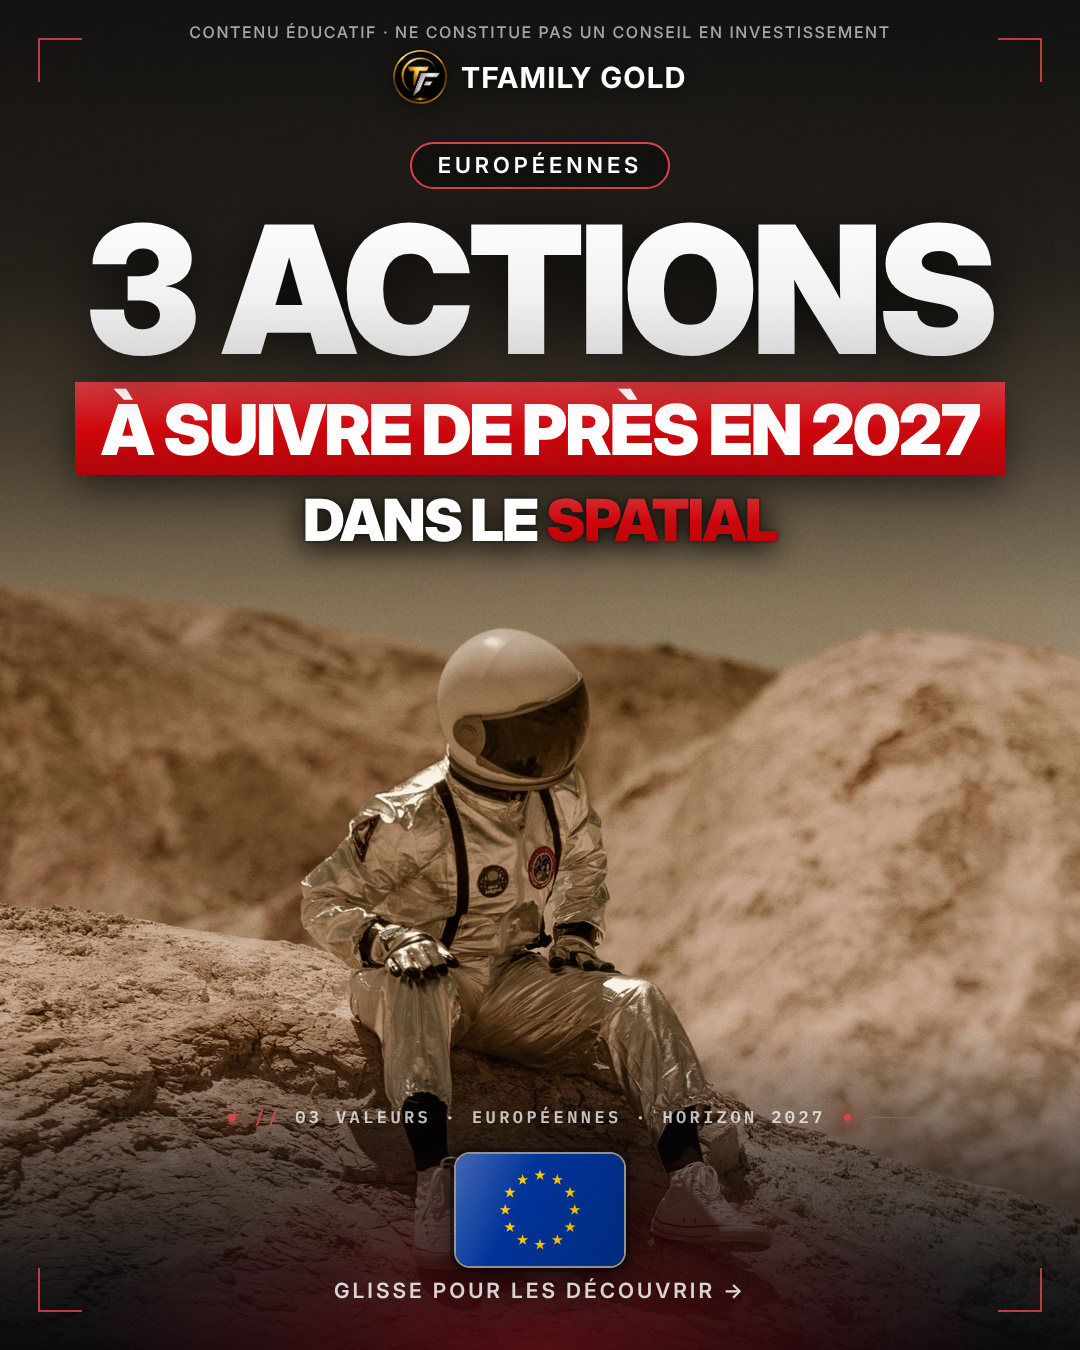 CONTENU ÉDUCATIF · NE CONSTITUE PAS UN CONSEIL EN INVESTISSEMENT
TF TFAMILY GOLD
EUROPÉENNES
3 ACTIONS
À SUIVRE DE PRÈS EN 2027
DANS LE SPATIAL
// 03 VALEURS · EUROPÉENNES · HORIZON 2027
GLISSE POUR LES DÉCOUVRIR →